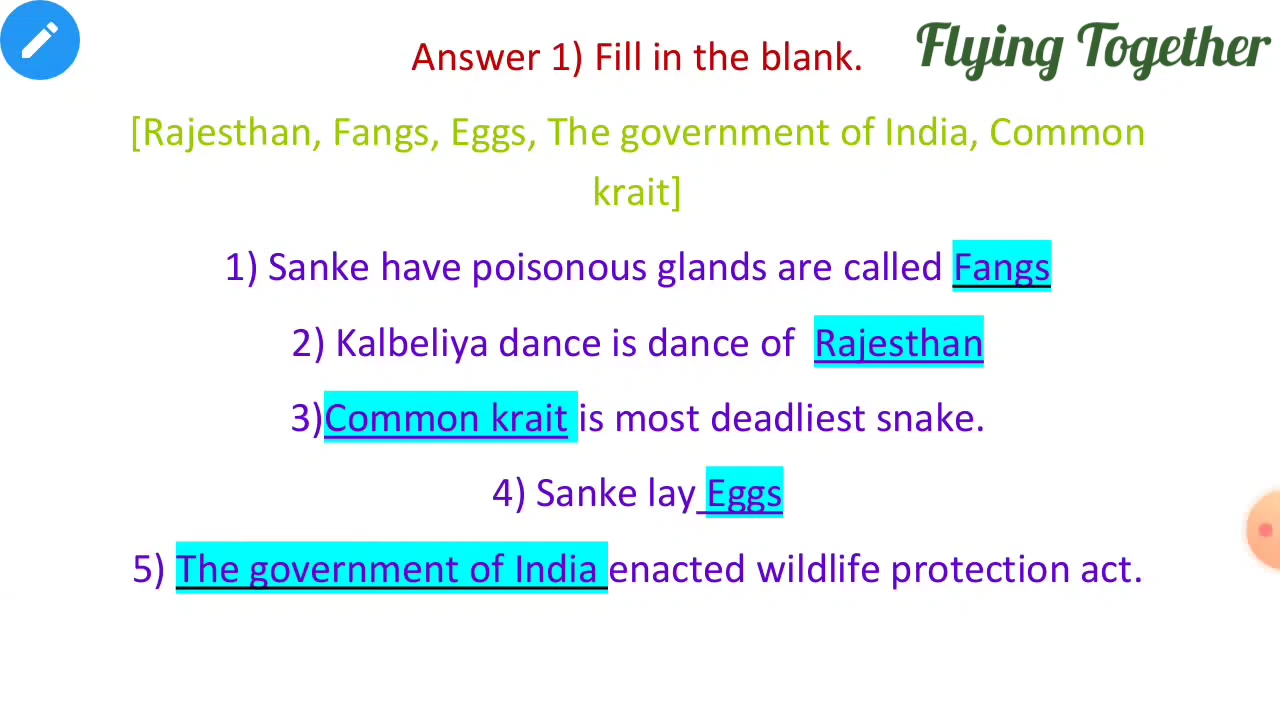 Flying Together
Answer 1) Fill in the blank.
[Rajesthan, Fangs, Eggs, The government of India, Common
krait]
1) Sanke have poisonous glands are called Fangs
2) Kalbeliya dance is dance of Rajesthan
3)Common krait is most deadliest snake.
4) Sanke lay Eggs
5) The government of India enacted wildlife protection act.